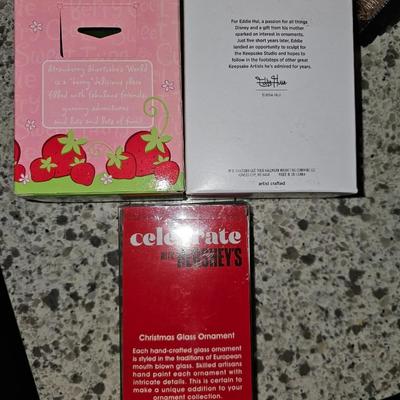 Strawberry Shortcake's World
is a "berry" delicious place
filled with fabulous friends,
yummy adventures
and lots and lots of fun!
For Eddie Hui, a passion for all things
Disney and a gift from his mother
sparked an interest in ornaments.
Just five short years later, Eddie
landed an opportunity to sculpt for
the Keepsake Studio and hopes to
follow in the footsteps of other great
Keepsake Artists he's admired for years.
EDDIE HUI
artist crafted
celebrate
WITH HERSHEY'S
Christmas Glass Ornament
Each hand-crafted glass ornament
is styled in the traditions of European
mouth blown glass. Skilled artisans
hand paint each ornament with
intricate details. This is certain to
make a unique addition to your
ornament collection.